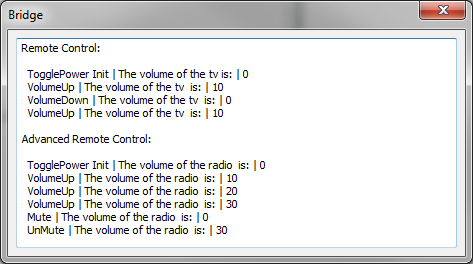 Bridge
Remote Control:
TogglePower Init | The volume of the tv is: | 0
VolumeUp | The volume of the tv  is: | 10
VolumeDown | The volume of the tv  is: | 0
VolumeUp | The volume of the tv  is: | 10
Advanced Remote Control:
TogglePower Init | The volume of the radio  is: | 0
VolumeUp | The volume of the radio  is: | 10
VolumeUp | The volume of the radio  is: | 20
VolumeUp | The volume of the radio  is: | 30
Mute | The volume of the radio  is: | 0
UnMute | The volume of the radio  is: | 30